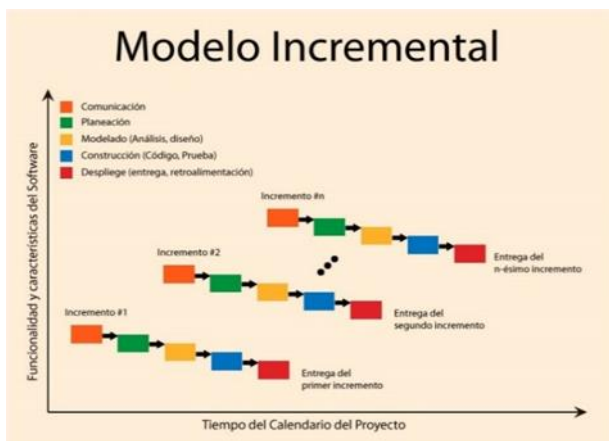 Modelo Incremental
Funcionalidad y características del Software
Comunicación
Planeación
Modelado (Análisis, diseño)
Construcción (Código, Prueba)
Despliege (entrega, retroalimentación)
Incremento #n
Entrega del
n-ésimo incremento
Incremento #2
Entrega del
segundo incremento
Incremento #1
Entrega del
primer incremento
Tiempo del Calendario del Proyecto